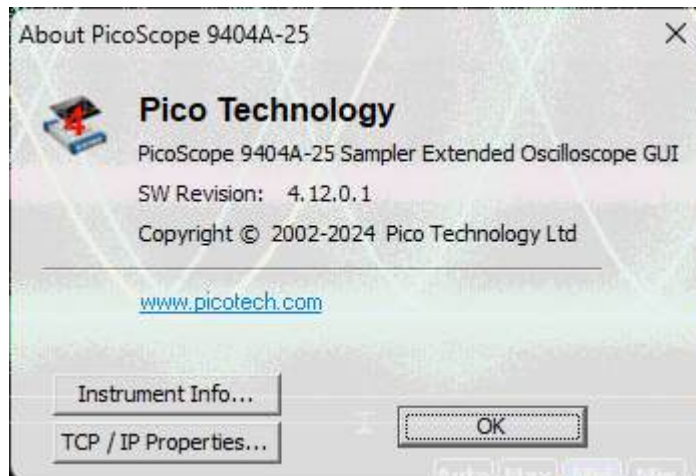 About PicoScope 9404A-25
4
Pico Technology
PicoScope 9404A-25 Sampler Extended Oscilloscope GUI
SW Revision: 4.12.0.1
Copyright © 2002-2024 Pico Technology Ltd
www.picotech.com
Instrument Info...
OK
TCP / IP Properties...